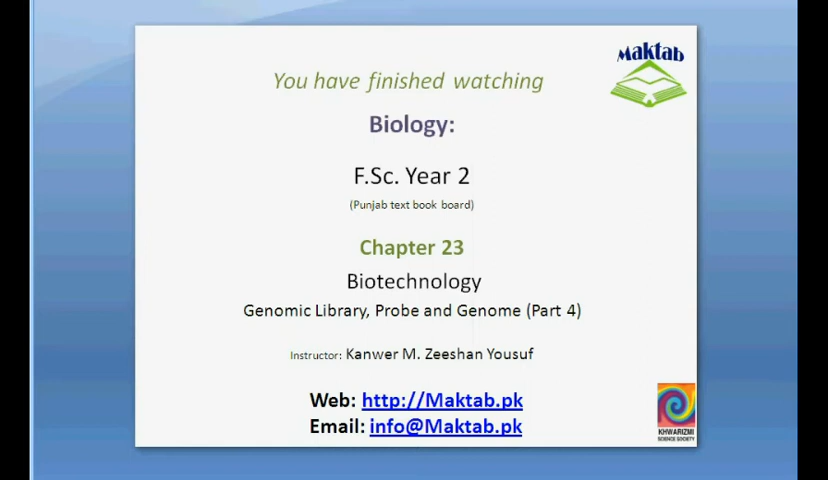 Maktab
You have finished watching
Biology:
F.Sc. Year 2
(Punjab text book board)
Chapter 23
Biotechnology
Genomic Library, Probe and Genome (Part 4)
Instructor: Kanwer M. Zeeshan Yousuf
Web: http://Maktab.pk
Email: info@Maktab.pk
KHWARIZMI
SCIENCE SOCIETY